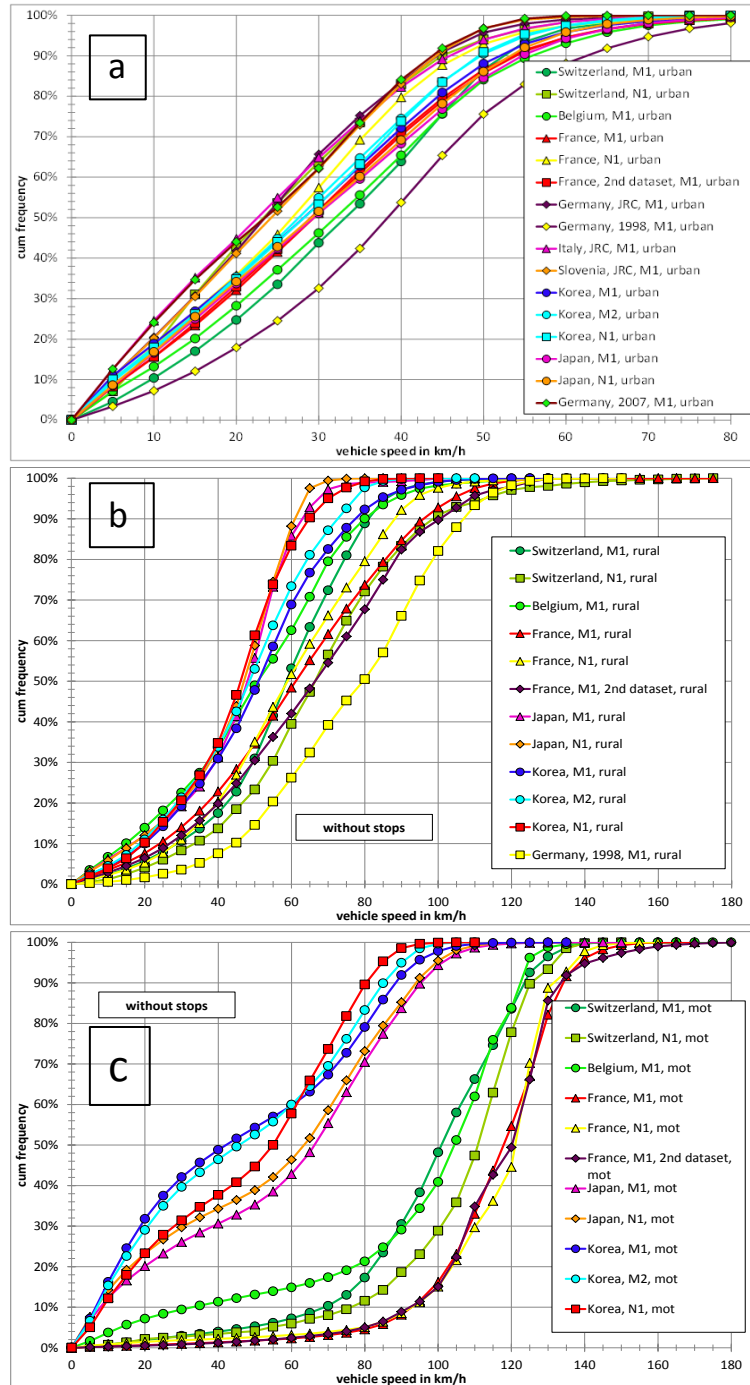 100%
90%
80%
70%
60%
50%
40%
30%
20%
10%
0%
cum frequency
a
Switzerland, M1, urban
Switzerland, N1, urban
Belgium, M1, urban
France, M1, urban
France, N1, urban
France, 2nd dataset, M1, urban
Germany, JRC, M1, urban
Germany, 1998, M1, urban
Italy, JRC, M1, urban
Slovenia, JRC, M1, urban
Korea, M1, urban
Korea, M2, urban
Korea, N1, urban
Japan, M1, urban
Japan, N1, urban
Germany, 2007, M1, urban
0 10 20 30 40 50 60 70 80
vehicle speed in km/h
100%
90%
80%
70%
60%
50%
40%
30%
20%
10%
0%
cum frequency
b
Switzerland, M1, rural
Switzerland, N1, rural
Belgium, M1, rural
France, M1, rural
France, N1, rural
France, M1, 2nd dataset, rural
Japan, M1, rural
Japan, N1, rural
Korea, M1, rural
Korea, M2, rural
Korea, N1, rural
Germany, 1998, M1, rural
without stops
0 20 40 60 80 100 120 140 160 180
vehicle speed in km/h
100%
90%
80%
70%
60%
50%
40%
30%
20%
10%
0%
cum frequency
without stops
c
Switzerland, M1, mot
Switzerland, N1, mot
Belgium, M1, mot
France, M1, mot
France, N1, mot
France, M1, 2nd dataset,
mot
Japan, M1, mot
Japan, N1, mot
Korea, M1, mot
Korea, M2, mot
Korea, N1, mot
0 20 40 60 80 100 120 140 160 180
vehicle speed in km/h